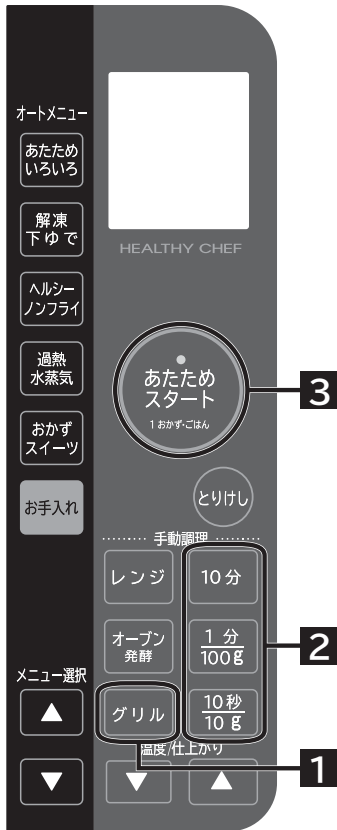 オートメニュー
あたため
いろいろ
解凍
下ゆで
ヘルシー
ノンフライ
過熱
水蒸気
おかず
スイーツ
お手入れ
メニュー選択
▲
▼
HEALTHY CHEF
あたため
スタート
1 おかず・ごはん
3
とりけし
手動調理
レンジ
10分
オーブン
発酵
1分
100g
2
グリル
10秒
10g
1
温度/仕上がり
▼
▲